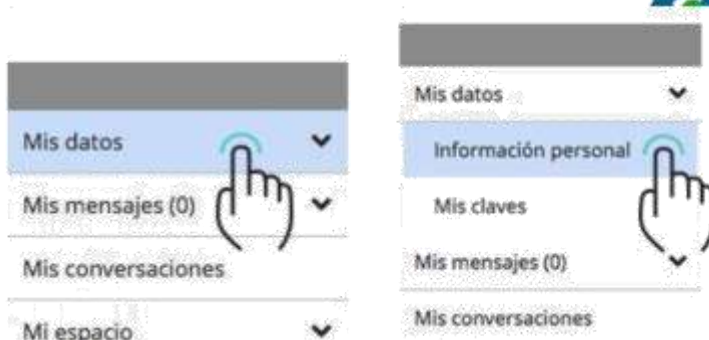 Mis datos
Mis mensajes (0)
Mis conversaciones
Mi espacio
Mis datos
Información personal
Mis claves
Mis mensajes (0)
Mis conversaciones